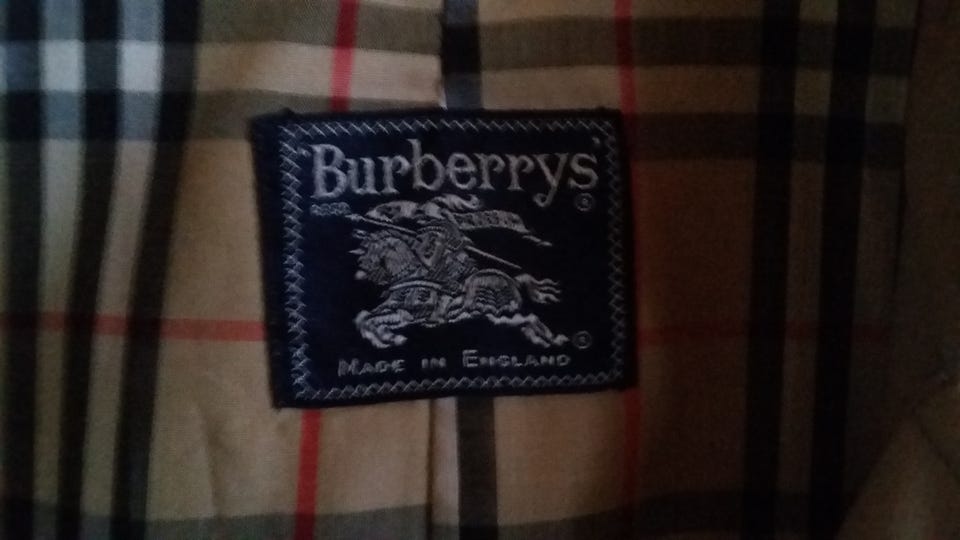 "Burberrys"
®
®
MADE IN ENGLAND